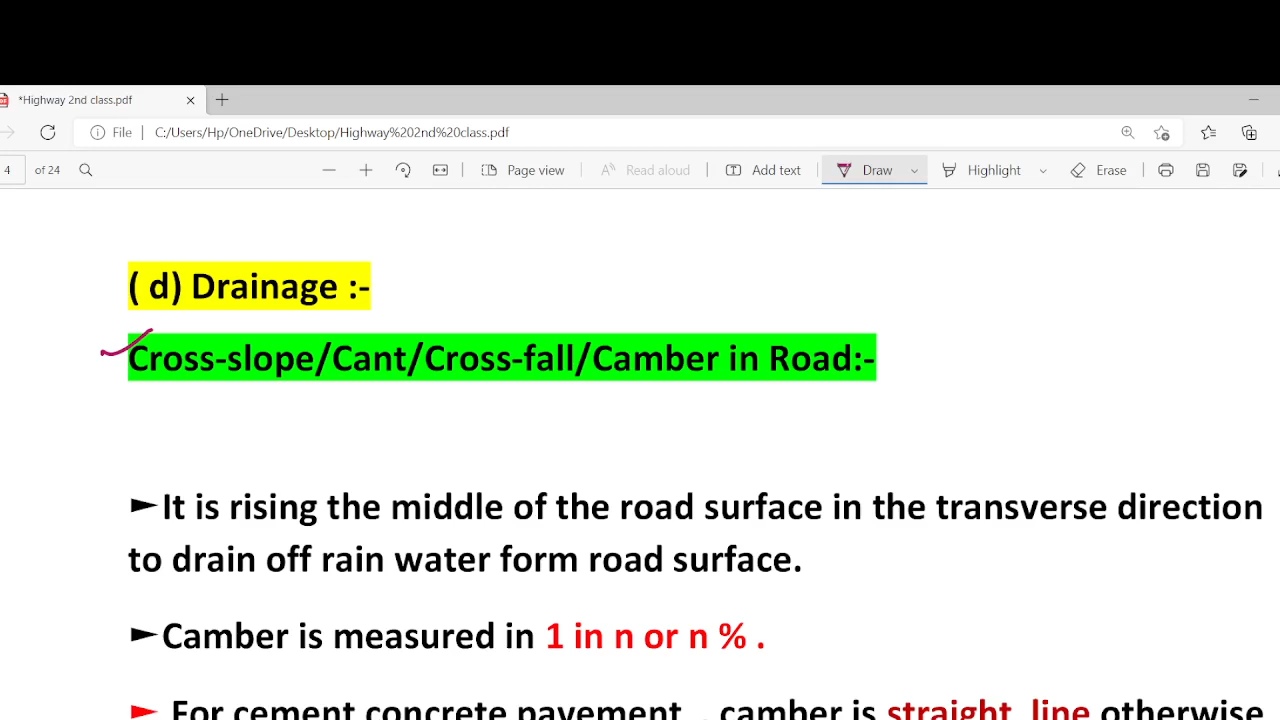 *Highway 2nd class.pdf
File C:/Users/Hp/OneDrive/Desktop/Highway%202nd%20class.pdf
4 of 24 Page view Read aloud Add text Draw Highlight Erase
( d) Drainage :-
Cross-slope/Cant/Cross-fall/Camber in Road:-
►It is rising the middle of the road surface in the transverse direction
to drain off rain water form road surface.
►Camber is measured in 1 in n or n % .
► For cement concrete pavement , camber is straight line otherwise